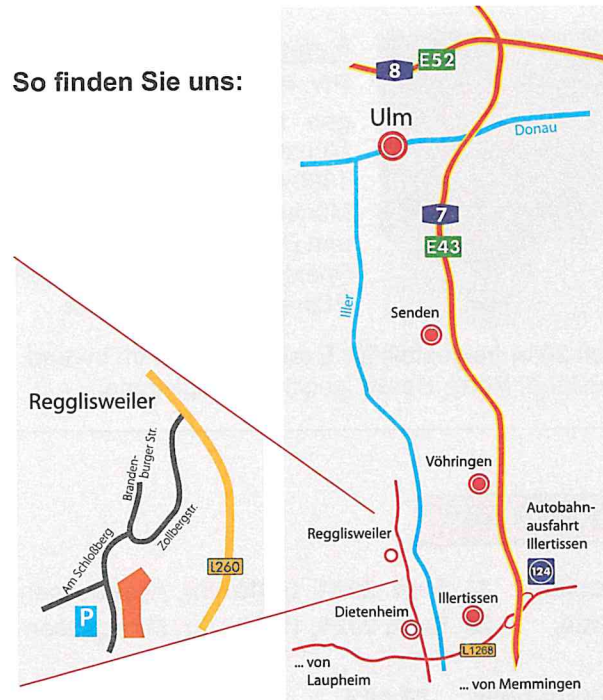 So finden Sie uns:
8
E52
Ulm
Donau
7
E43
Iller
Senden
Vöhringen
Autobahn-
ausfahrt
Illertissen
124
Regglisweiler
Dietenheim
Illertissen
L1268
... von
Laupheim
... von Memmingen
Regglisweiler
Branden-
burger Str.
Zollbergstr.
Am Schloßberg
L260
P